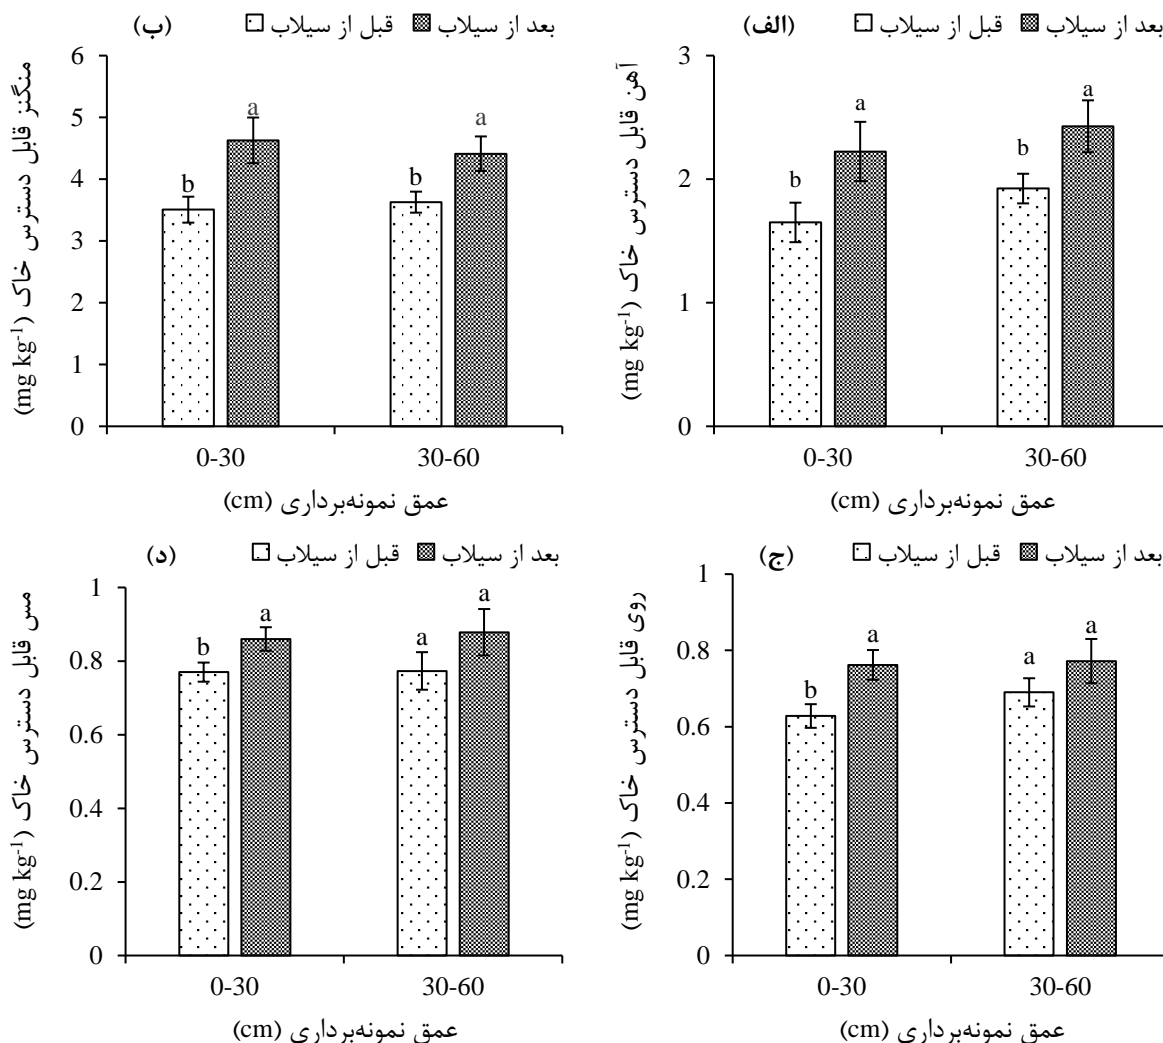 (الف) قبل از سیلاب بعد از سیلاب
آهن قابل دسترس خاک (mg kg-1)
3
2
1
0
b
a
b
a
0-30 30-60
عمق نمونه‌برداری (cm)
(ب) قبل از سیلاب بعد از سیلاب
منگنز قابل دسترس خاک (mg kg-1)
6
5
4
3
2
1
0
b
a
b
a
0-30 30-60
عمق نمونه‌برداری (cm)
(ج) قبل از سیلاب بعد از سیلاب
روی قابل دسترس خاک (mg kg-1)
1
0.8
0.6
0.4
0.2
0
b
a
a
a
0-30 30-60
عمق نمونه‌برداری (cm)
(د) قبل از سیلاب بعد از سیلاب
مس قابل دسترس خاک (mg kg-1)
1
0.8
0.6
0.4
0.2
0
b
a
a
a
0-30 30-60
عمق نمونه‌برداری (cm)